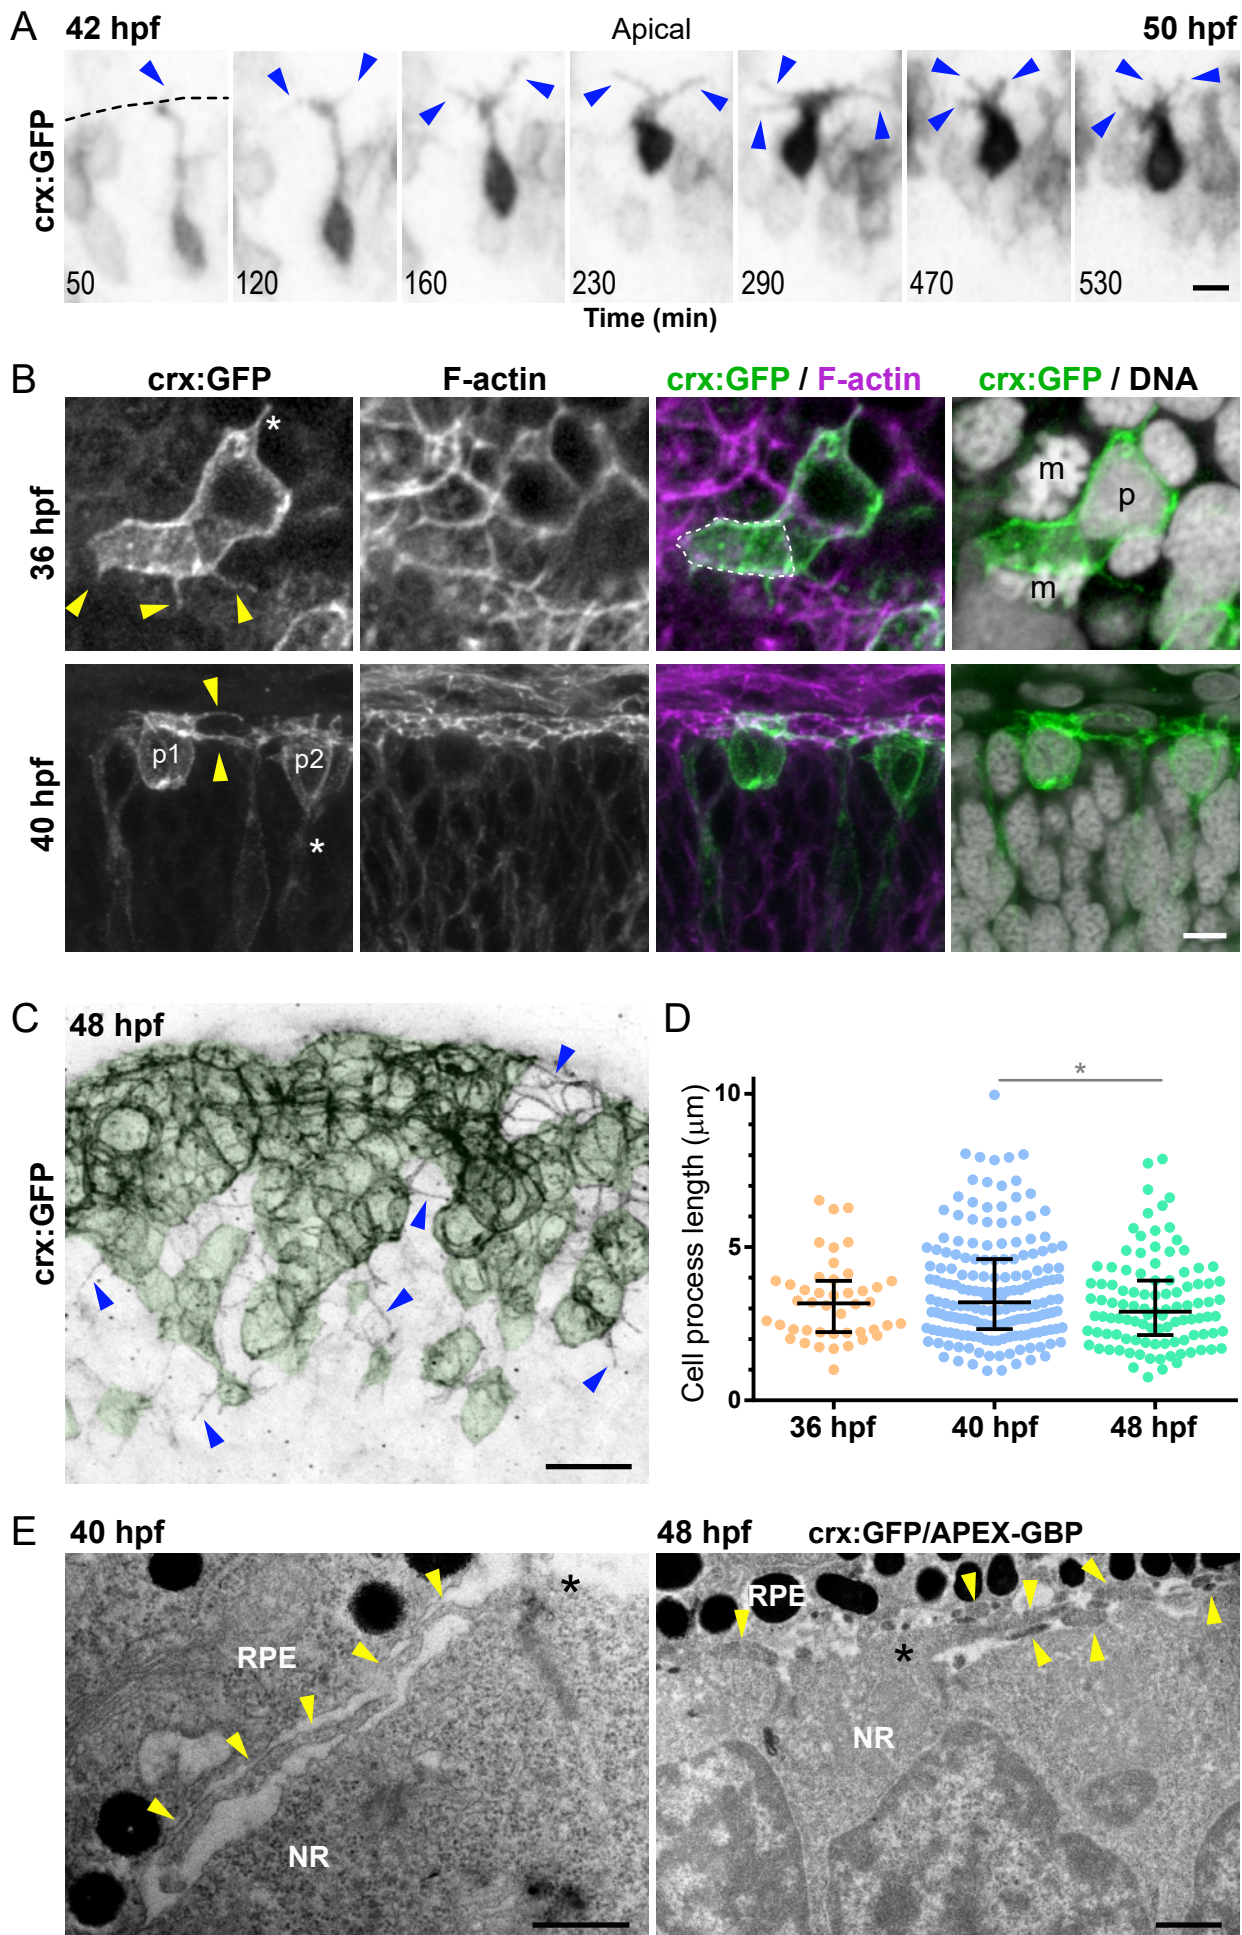 A 42 hpf Apical 50 hpf
crx:GFP
50 120 160 230 290 470 530
Time (min)
B crx:GFP F-actin crx:GFP / F-actin crx:GFP / DNA
36 hpf
* m p m
40 hpf
p1 p2
*
C 48 hpf
crx:GFP
D
*
Cell process length (μm)
10
5
0
36 hpf 40 hpf 48 hpf
E 40 hpf 48 hpf crx:GFP/APEX-GBP
* RPE NR
RPE * NR